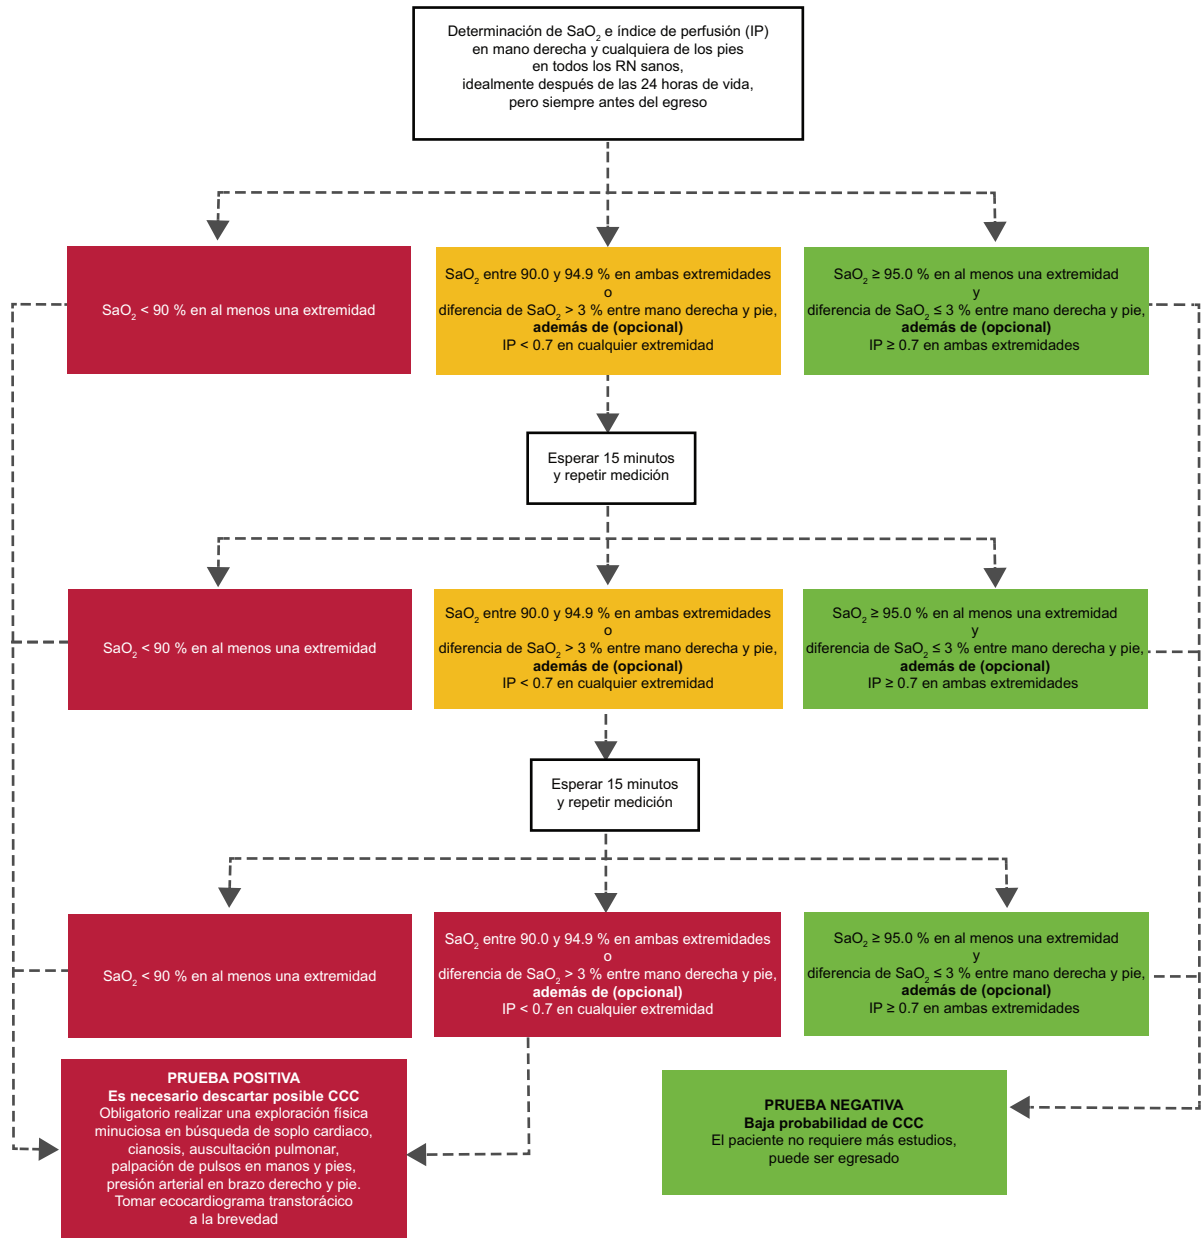 Determinación de SaO2 e índice de perfusión (IP)
en mano derecha y cualquiera de los pies
en todos los RN sanos,
idealmente después de las 24 horas de vida,
pero siempre antes del egreso
SaO2 < 90 % en al menos una extremidad
SaO2 entre 90.0 y 94.9 % en ambas extremidades
o
diferencia de SaO2 > 3 % entre mano derecha y pie,
además de (opcional)
IP < 0.7 en cualquier extremidad
SaO2 ≥ 95.0 % en al menos una extremidad
y
diferencia de SaO2 ≤ 3 % entre mano derecha y pie,
además de (opcional)
IP ≥ 0.7 en ambas extremidades
Esperar 15 minutos
y repetir medición
SaO2 < 90 % en al menos una extremidad
SaO2 entre 90.0 y 94.9 % en ambas extremidades
o
diferencia de SaO2 > 3 % entre mano derecha y pie,
además de (opcional)
IP < 0.7 en cualquier extremidad
SaO2 ≥ 95.0 % en al menos una extremidad
y
diferencia de SaO2 ≤ 3 % entre mano derecha y pie,
además de (opcional)
IP ≥ 0.7 en ambas extremidades
Esperar 15 minutos
y repetir medición
SaO2 < 90 % en al menos una extremidad
SaO2 entre 90.0 y 94.9 % en ambas extremidades
o
diferencia de SaO2 > 3 % entre mano derecha y pie,
además de (opcional)
IP < 0.7 en cualquier extremidad
SaO2 ≥ 95.0 % en al menos una extremidad
y
diferencia de SaO2 ≤ 3 % entre mano derecha y pie,
además de (opcional)
IP ≥ 0.7 en ambas extremidades
PRUEBA POSITIVA
Es necesario descartar posible CCC
Obligatorio realizar una exploración física
minuciosa en búsqueda de soplo cardiaco,
cianosis, auscultación pulmonar,
palpación de pulsos en manos y pies,
presión arterial en brazo derecho y pie.
Tomar ecocardiograma transtorácico
a la brevedad
PRUEBA NEGATIVA
Baja probabilidad de CCC
El paciente no requiere más estudios,
puede ser egresado